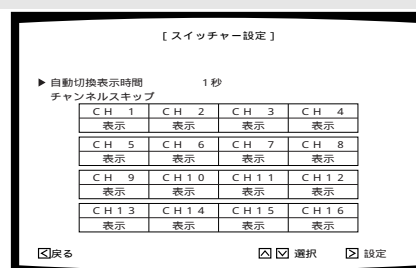 [スイッチャー設定]
▶ 自動切換表示時間 1秒
チャンネルスキップ
CH 1 CH 2 CH 3 CH 4
表示 表示 表示 表示
CH 5 CH 6 CH 7 CH 8
表示 表示 表示 表示
CH 9 CH10 CH11 CH12
表示 表示 表示 表示
CH13 CH14 CH15 CH16
表示 表示 表示 表示
戻る 選択 設定